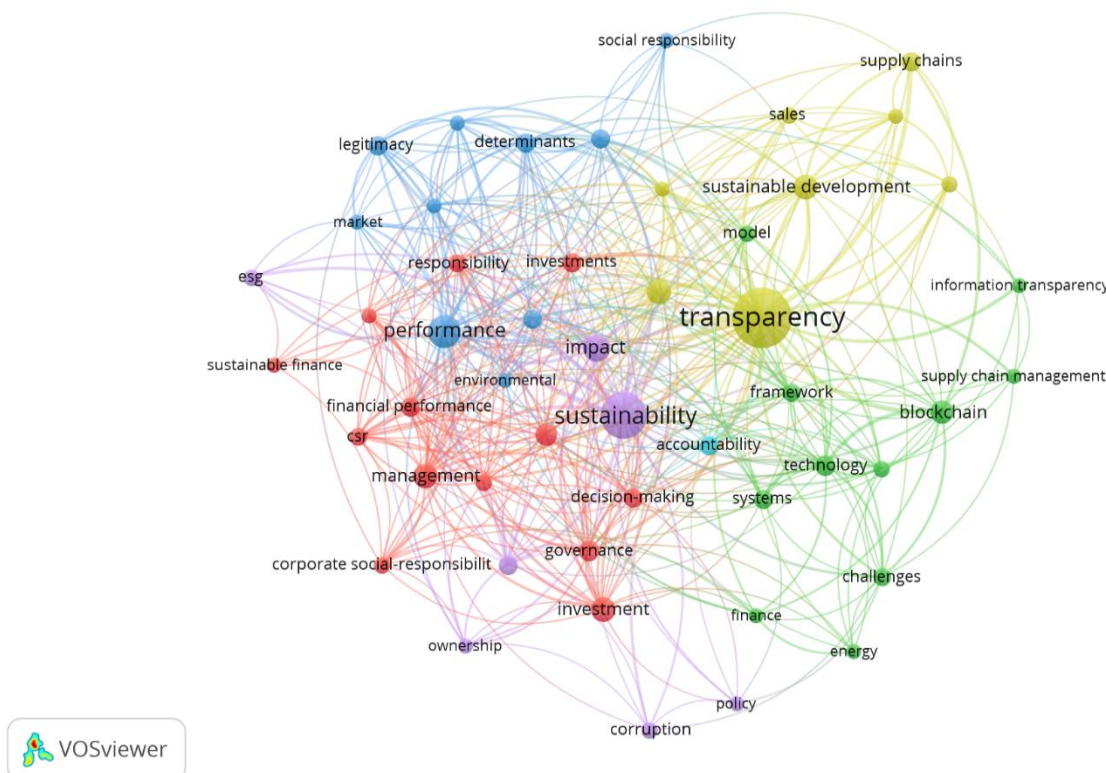 social responsibility
supply chains
sales
legitimacy
determinants
sustainable development
market
model
responsibility
investments
esg
information transparency
transparency
performance
impact
sustainable finance
environmental
supply chain management
framework
financial performance
blockchain
sustainability
csr
accountability
technology
management
decision-making
systems
governance
corporate social-responsibilit
challenges
investment
finance
ownership
energy
policy
corruption
VOSviewer